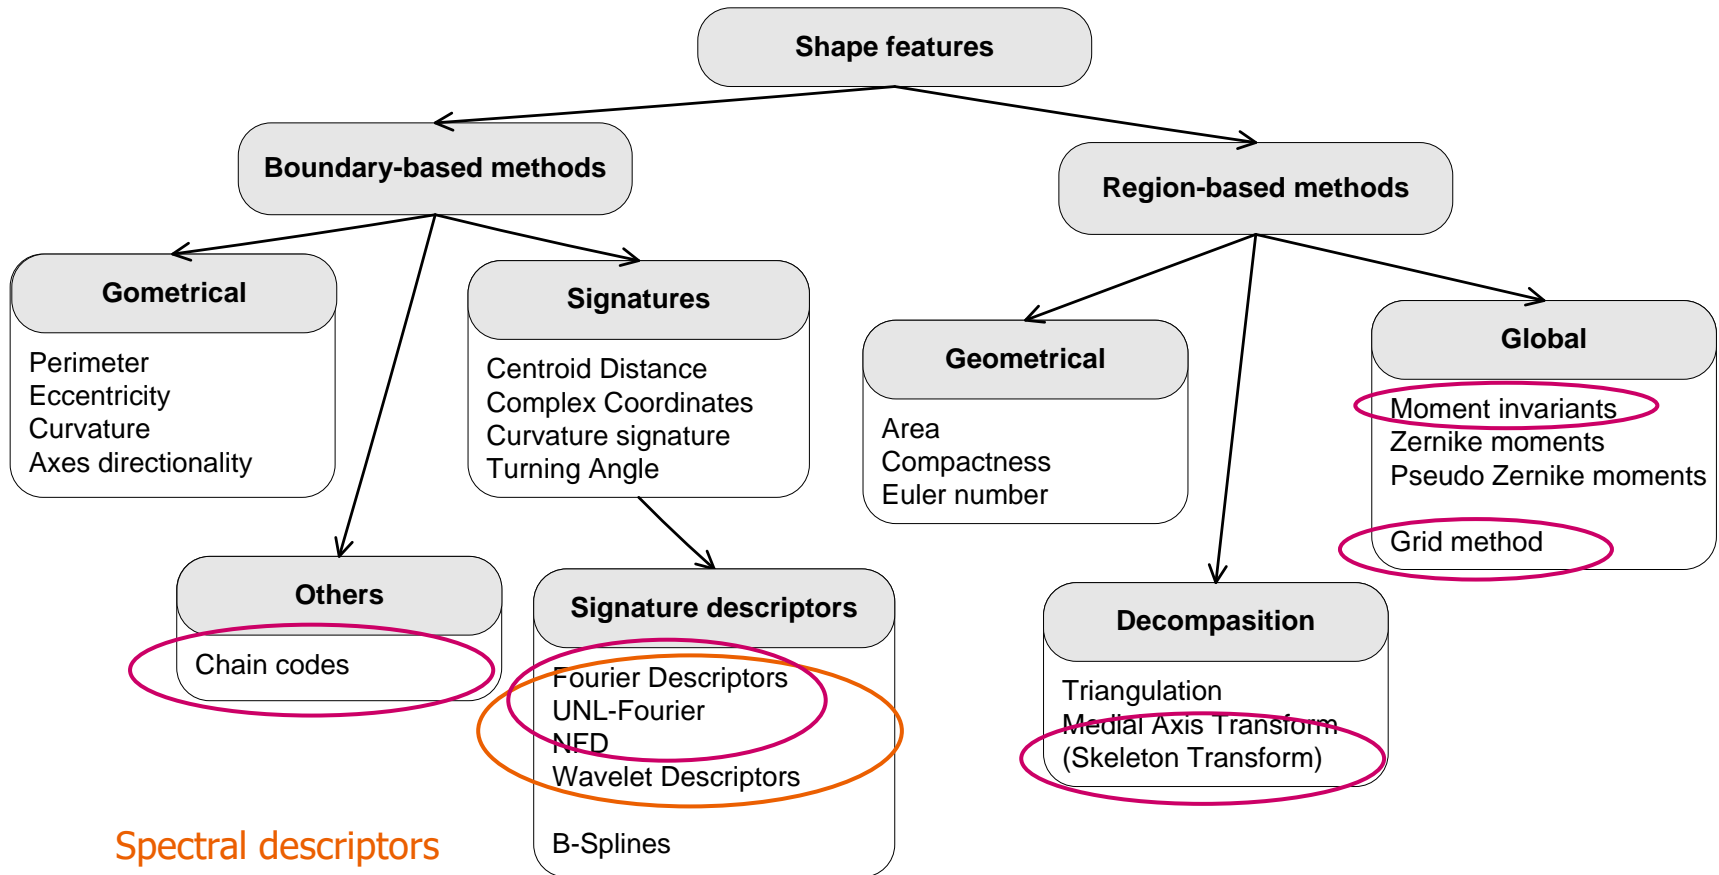 Shape features
Boundary-based methods
Region-based methods
Gometrical
Perimeter
Eccentricity
Curvature
Axes directionality
Signatures
Centroid Distance
Complex Coordinates
Curvature signature
Turning Angle
Geometrical
Area
Compactness
Euler number
Global
Moment invariants
Zernike moments
Pseudo Zernike moments
Grid method
Others
Chain codes
Signature descriptors
Fourier Descriptors
UNL-Fourier
NFD
Wavelet Descriptors
B-Splines
Decompasition
Triangulation
Medial Axis Transform
(Skeleton Transform)
Spectral descriptors